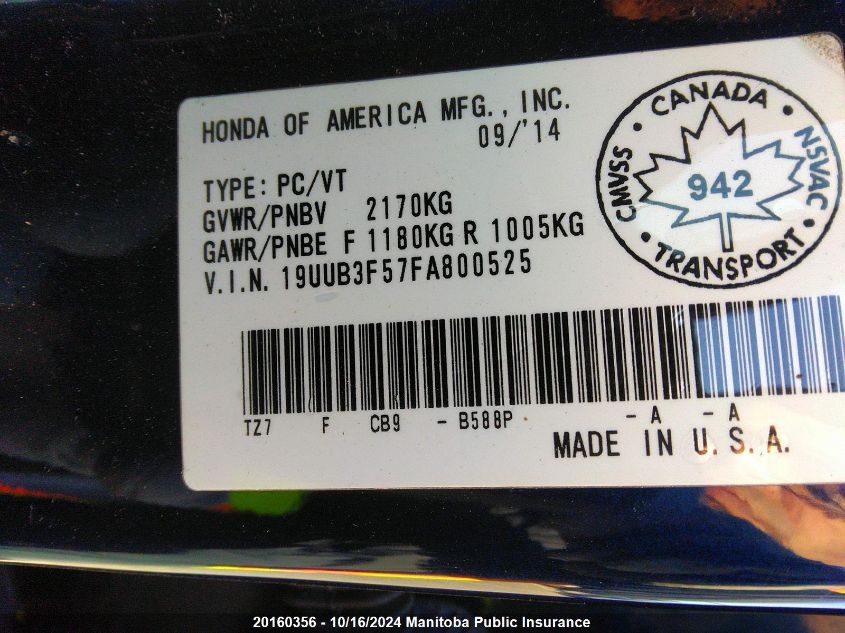 HONDA OF AMERICA MFG., INC.
09/'14
TYPE: PC/VT
GVWR/PNBV 2170KG
GAWR/PNBE F 1180KG R 1005KG
V.I.N. 19UUB3F57FA800525
CANADA
CMVSS
942
NSVAC
TRANSPORT
TZ7 F CB9 - B588P - A - A
MADE IN U.S.A.
20160356 - 10/16/2024 Manitoba Public Insurance